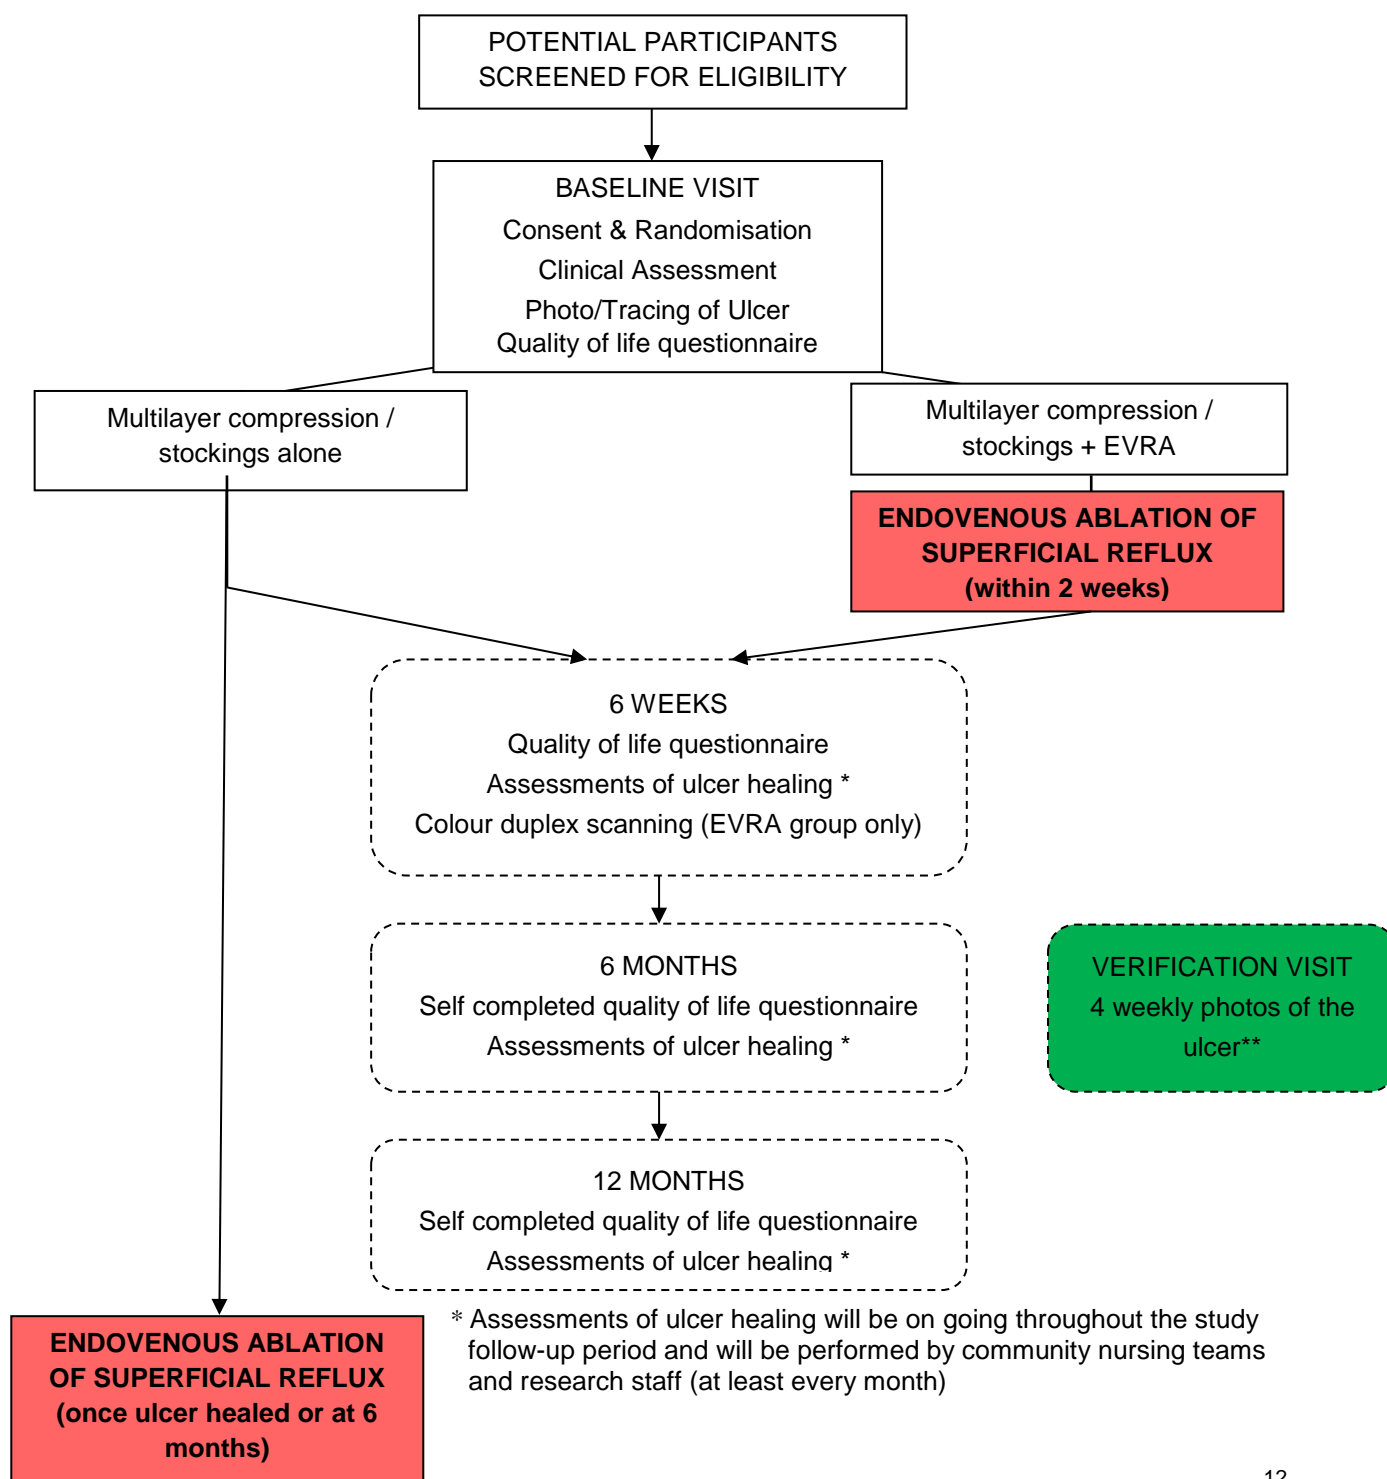 POTENTIAL PARTICIPANTS
SCREENED FOR ELIGIBILITY
BASELINE VISIT
Consent & Randomisation
Clinical Assessment
Photo/Tracing of Ulcer
Quality of life questionnaire
Multilayer compression /
stockings alone
Multilayer compression /
stockings + EVRA
ENDOVENOUS ABLATION OF
SUPERFICIAL REFLUX
(within 2 weeks)
6 WEEKS
Quality of life questionnaire
Assessments of ulcer healing *
Colour duplex scanning (EVRA group only)
6 MONTHS
Self completed quality of life questionnaire
Assessments of ulcer healing *
VERIFICATION VISIT
4 weekly photos of the
ulcer**
12 MONTHS
Self completed quality of life questionnaire
Assessments of ulcer healing *
ENDOVENOUS ABLATION
OF SUPERFICIAL REFLUX
(once ulcer healed or at 6
months)
* Assessments of ulcer healing will be on going throughout the study
follow-up period and will be performed by community nursing teams
and research staff (at least every month)
12